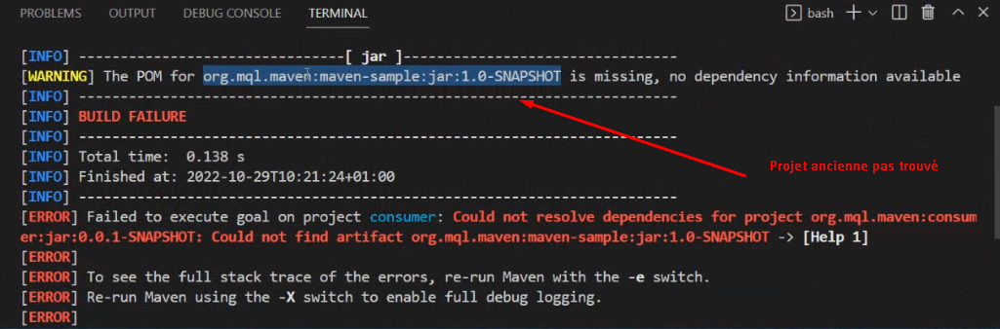 PROBLEMS OUTPUT DEBUG CONSOLE TERMINAL bash
[INFO] --------------------------------[ jar ]---------------------------------
[WARNING] The POM for org.mql.maven:maven-sample:jar:1.0-SNAPSHOT is missing, no dependency information available
[INFO] ------------------------------------------------------------------------
[INFO] BUILD FAILURE
[INFO] ------------------------------------------------------------------------
[INFO] Total time:  0.138 s
Projet ancienne pas trouvé
[INFO] Finished at: 2022-10-29T10:21:24+01:00
[INFO] ------------------------------------------------------------------------
[ERROR] Failed to execute goal on project consumer: Could not resolve dependencies for project org.mql.maven:consum
er:jar:0.0.1-SNAPSHOT: Could not find artifact org.mql.maven:maven-sample:jar:1.0-SNAPSHOT -> [Help 1]
[ERROR]
[ERROR] To see the full stack trace of the errors, re-run Maven with the -e switch.
[ERROR] Re-run Maven using the -X switch to enable full debug logging.
[ERROR]